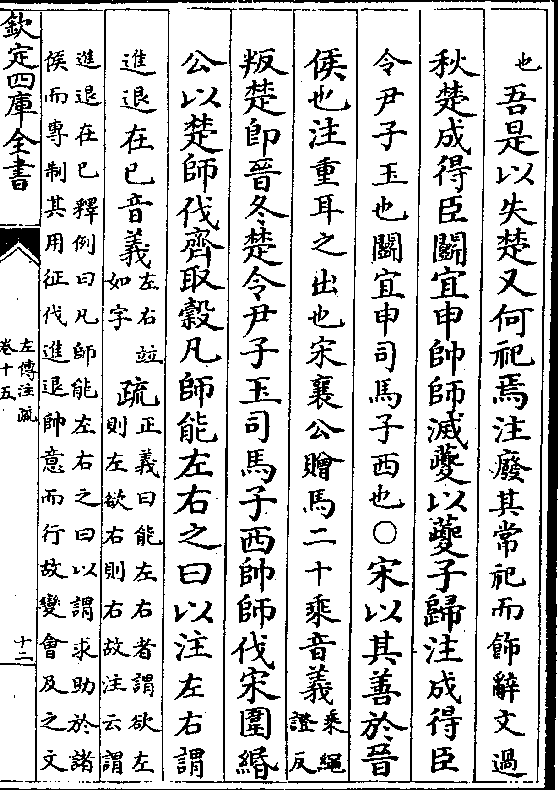 也吾是以失楚又何祀焉注廢其常祀而飾辭文過
秋楚成得臣鬬宜申帥師滅夔以夔子歸注成得臣
令尹子玉也鬬宜申司馬子西也○宋以其善於晉
侯也注重耳之出也宋襄公贈馬二十乘音義乘繩證反
叛楚卽晉冬楚令尹子玉司馬子西帥師伐宋圍緡
公以楚師伐齊取穀凡師能左右之曰以注左右謂
進退在已音義左右竝如字疏正義曰能左右者謂欲左則左欲右則右故注云謂
進退在已釋例曰凡師能左右之曰以謂求助於諸
侯而專制其用征伐進退帥意而行故變會及之文
欽定四庫全書
左傳注疏
卷十五
十二